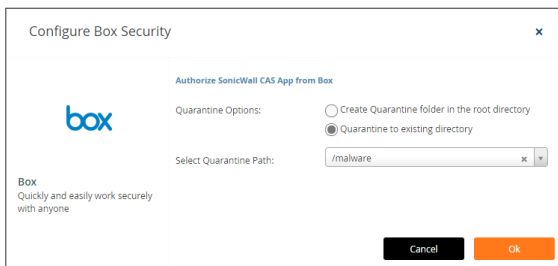 Configure Box Security
×
Authorize SonicWall CAS App from Box
Quarantine Options:
Create Quarantine folder in the root directory
Quarantine to existing directory
box
Select Quarantine Path:
/malware
×
Box
Quickly and easily work securely
with anyone
Cancel
Ok